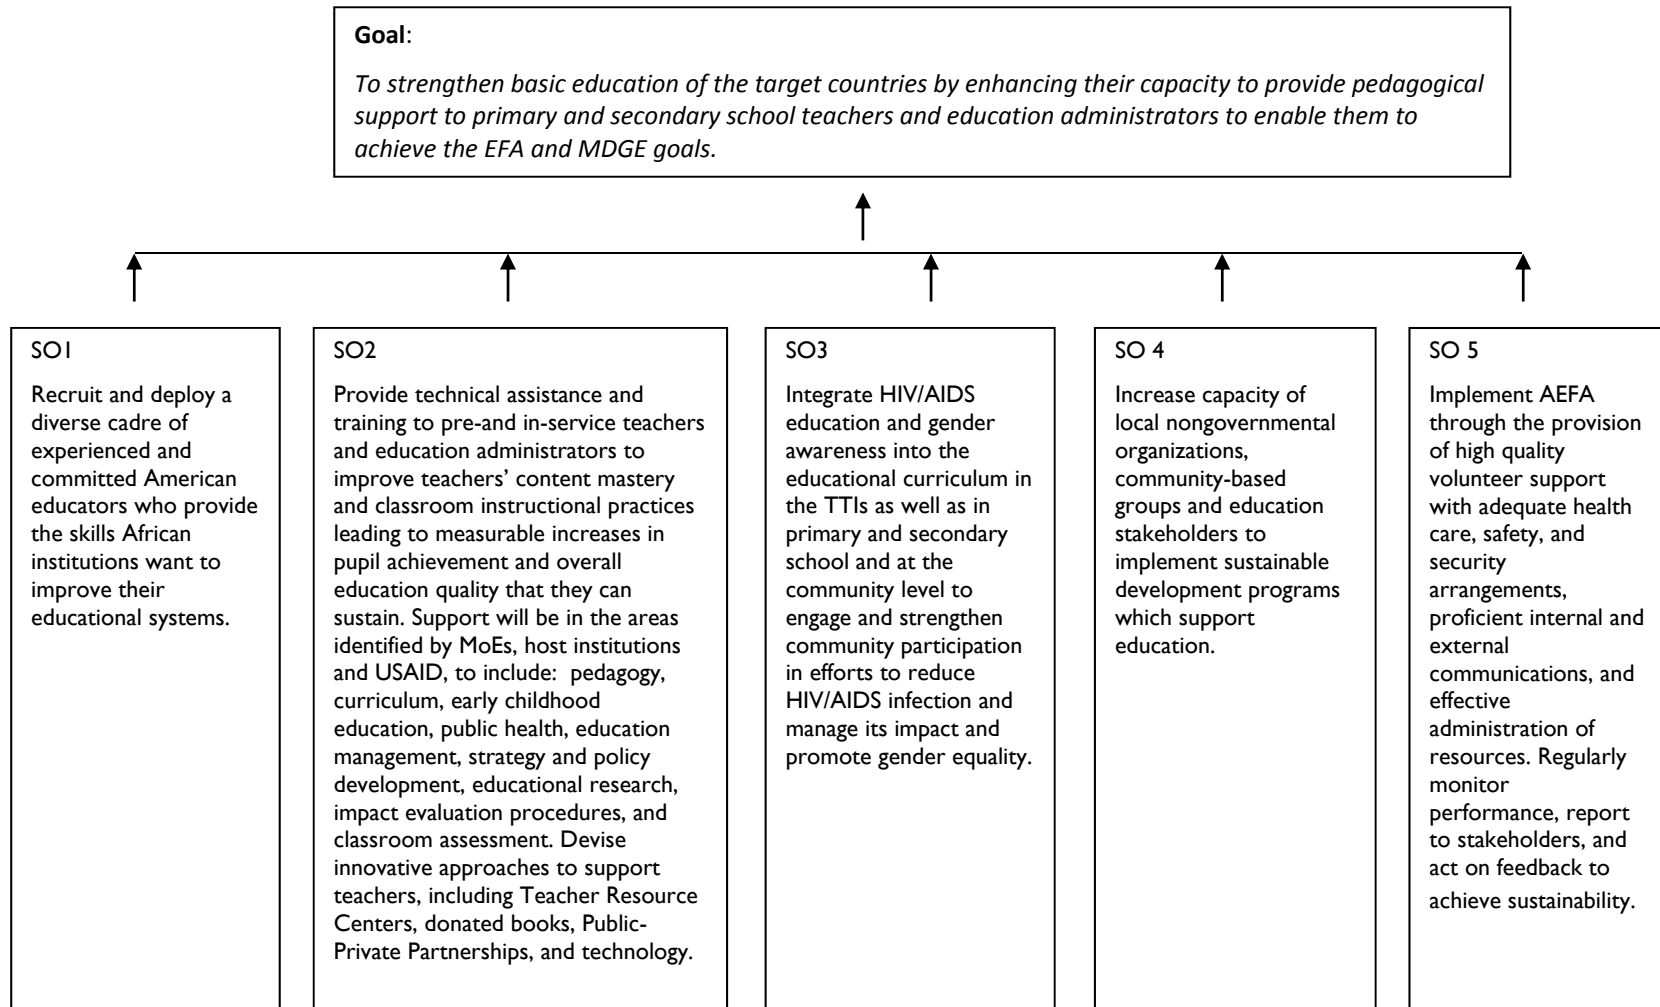 Goal:
To strengthen basic education of the target countries by enhancing their capacity to provide pedagogical
support to primary and secondary school teachers and education administrators to enable them to
achieve the EFA and MDGE goals.
SO1
Recruit and deploy a
diverse cadre of
experienced and
committed American
educators who provide
the skills African
institutions want to
improve their
educational systems.
SO2
Provide technical assistance and
training to pre-and in-service teachers
and education administrators to
improve teachers’ content mastery
and classroom instructional practices
leading to measurable increases in
pupil achievement and overall
education quality that they can
sustain. Support will be in the areas
identified by MoEs, host institutions
and USAID, to include:  pedagogy,
curriculum, early childhood
education, public health, education
management, strategy and policy
development, educational research,
impact evaluation procedures, and
classroom assessment. Devise
innovative approaches to support
teachers, including Teacher Resource
Centers, donated books, Public-
Private Partnerships, and technology.
SO3
Integrate HIV/AIDS
education and gender
awareness into the
educational curriculum in
the TTIs as well as in
primary and secondary
school and at the
community level to
engage and strengthen
community participation
in efforts to reduce
HIV/AIDS infection and
manage its impact and
promote gender equality.
SO 4
Increase capacity of
local nongovernmental
organizations,
community-based
groups and education
stakeholders to
implement sustainable
development programs
which support
education.
SO 5
Implement AEFA
through the provision
of high quality
volunteer support
with adequate health
care, safety, and
security
arrangements,
proficient internal and
external
communications, and
effective
administration of
resources. Regularly
monitor
performance, report
to stakeholders, and
act on feedback to
achieve sustainability.